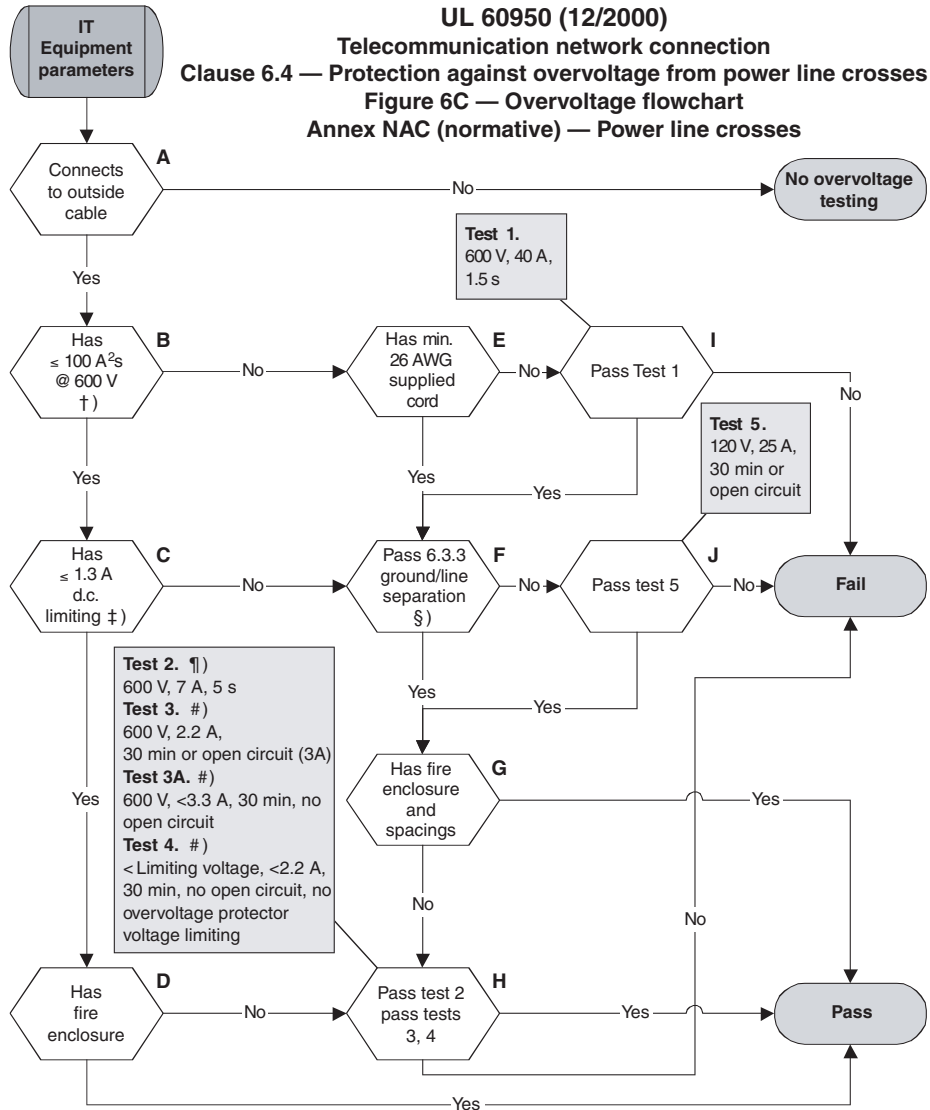 UL 60950 (12/2000)
Telecommunication network connection
Clause 6.4 — Protection against overvoltage from power line crosses
Figure 6C — Overvoltage flowchart
Annex NAC (normative) — Power line crosses
IT
Equipment
parameters
A
Connects
to outside
cable
No
No overvoltage
testing
Yes
Test 1.
600 V, 40 A,
1.5 s
B
Has
≤ 100 A²s
@ 600 V
†)
No
E
Has min.
26 AWG
supplied
cord
No
I
Pass Test 1
No
Test 5.
120 V, 25 A,
30 min or
open circuit
Yes
Yes
Yes
C
Has
≤ 1.3 A
d.c.
limiting ‡)
No
F
Pass 6.3.3
ground/line
separation
§)
No
J
Pass test 5
No
Fail
Test 2. ¶)
600 V, 7 A, 5 s
Test 3. #)
600 V, 2.2 A,
30 min or open circuit (3A)
Test 3A. #)
600 V, <3.3 A, 30 min, no
open circuit
Test 4. #)
< Limiting voltage, <2.2 A,
30 min, no open circuit, no
overvoltage protector
voltage limiting
Yes
Yes
Yes
G
Has fire
enclosure
and
spacings
Yes
No
No
D
Has
fire
enclosure
No
H
Pass test 2
pass tests
3, 4
Yes
Pass
Yes